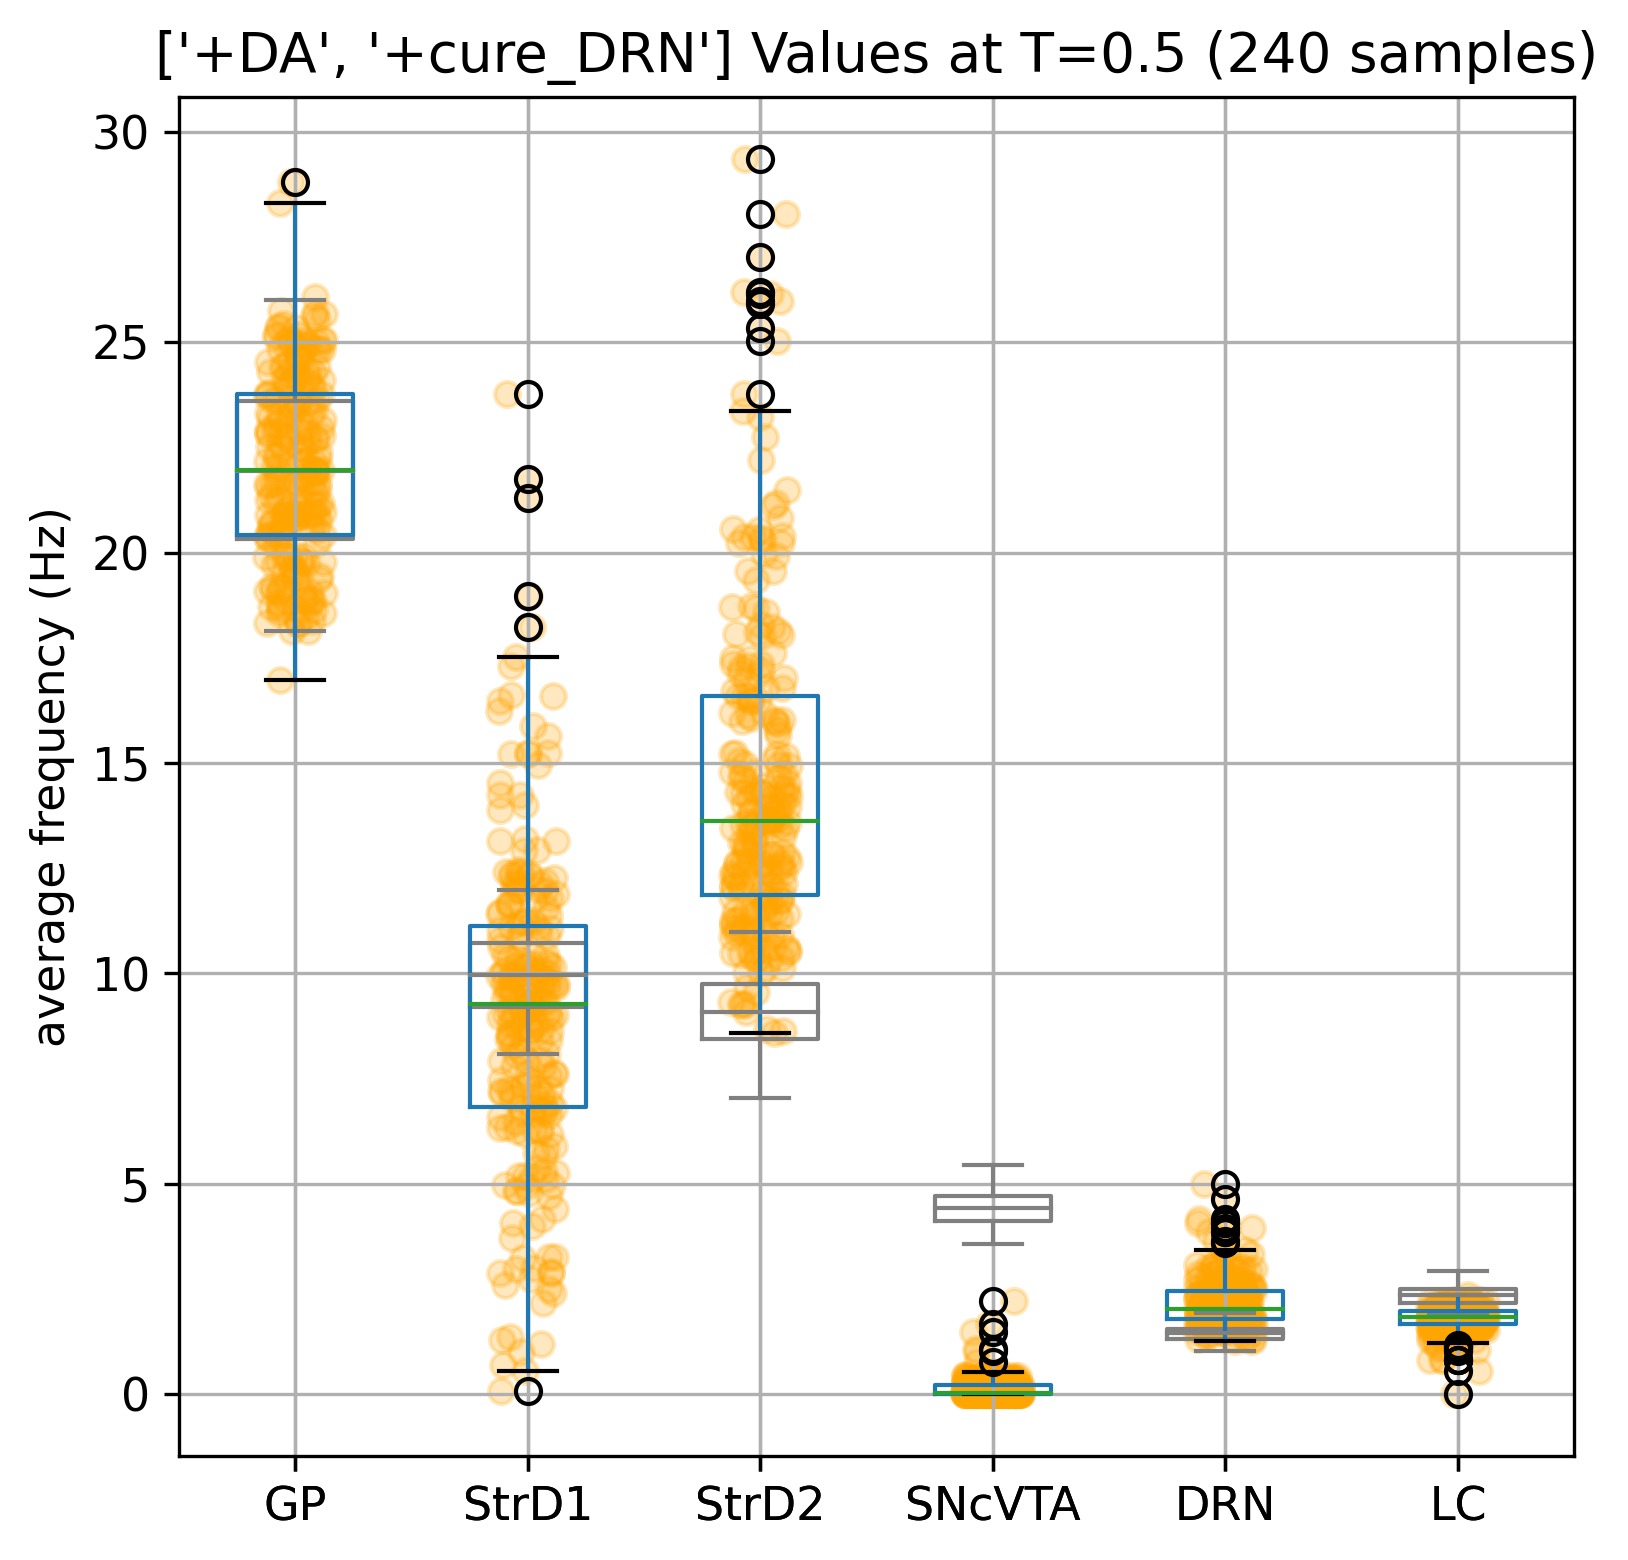 ['+DA', '+cure_DRN'] Values at T=0.5 (240 samples)
30
25
20
15
10
5
0
average frequency (Hz)
GP StrD1 StrD2 SNcVTA DRN LC